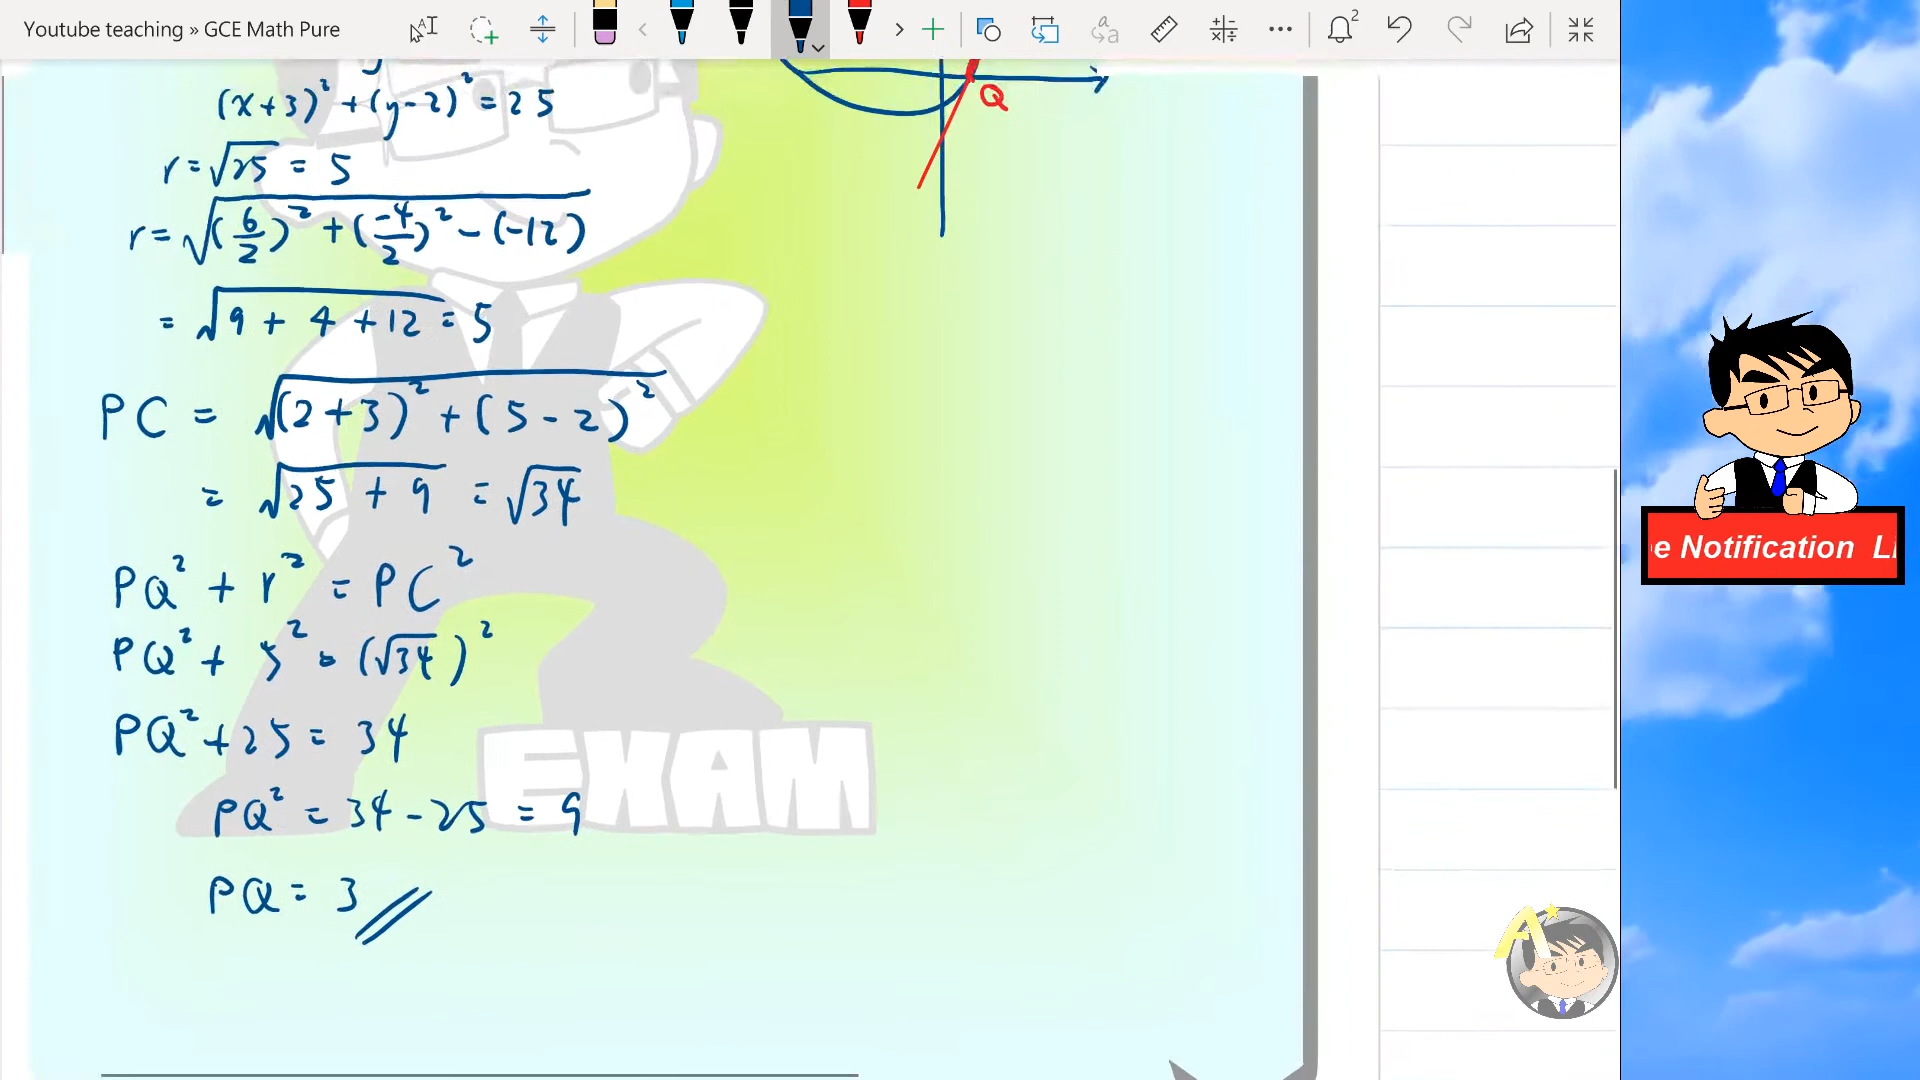 Youtube teaching » GCE Math Pure
(x+3)² + (y-2)² = 25
Q
r = √25 = 5
r = √((6/2)² + (-4/2)² - (-12))
= √(9 + 4 + 12) = 5
PC = √((2+3)² + (5-2)²)
= √(25 + 9) = √34
PQ² + r² = PC²
PQ² + 5² = (√34)²
PQ² + 25 = 34
PQ² = 34 - 25 = 9
PQ = 3
EXAM
e Notification Li
A